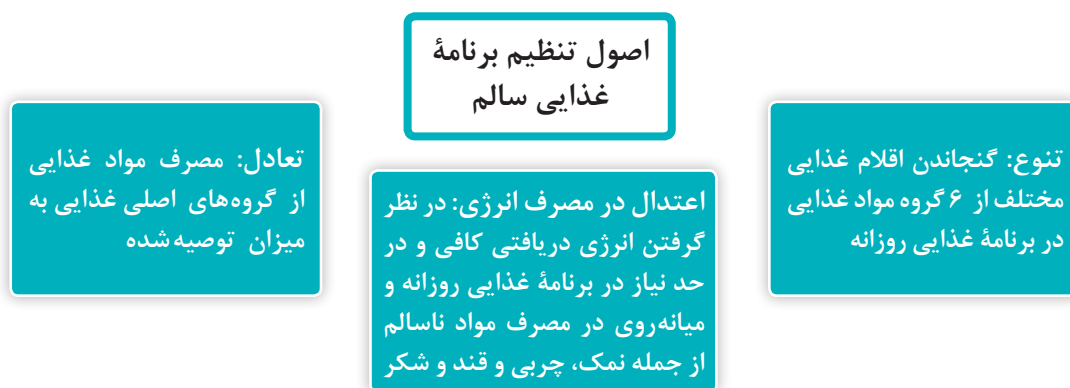 اصول تنظیم برنامهٔ
غذایی سالم
تنوع: گنجاندن اقلام غذایی
مختلف از ۶ گروه مواد غذایی
در برنامهٔ غذایی روزانه
اعتدال در مصرف انرژی: در نظر
گرفتن انرژی دریافتی کافی و در
حد نیاز در برنامهٔ غذایی روزانه و
میانه‌روی در مصرف مواد ناسالم
از جمله نمک، چربی و قند و شکر
تعادل: مصرف مواد غذایی
از گروه‌های اصلی غذایی به
میزان توصیه‌شده